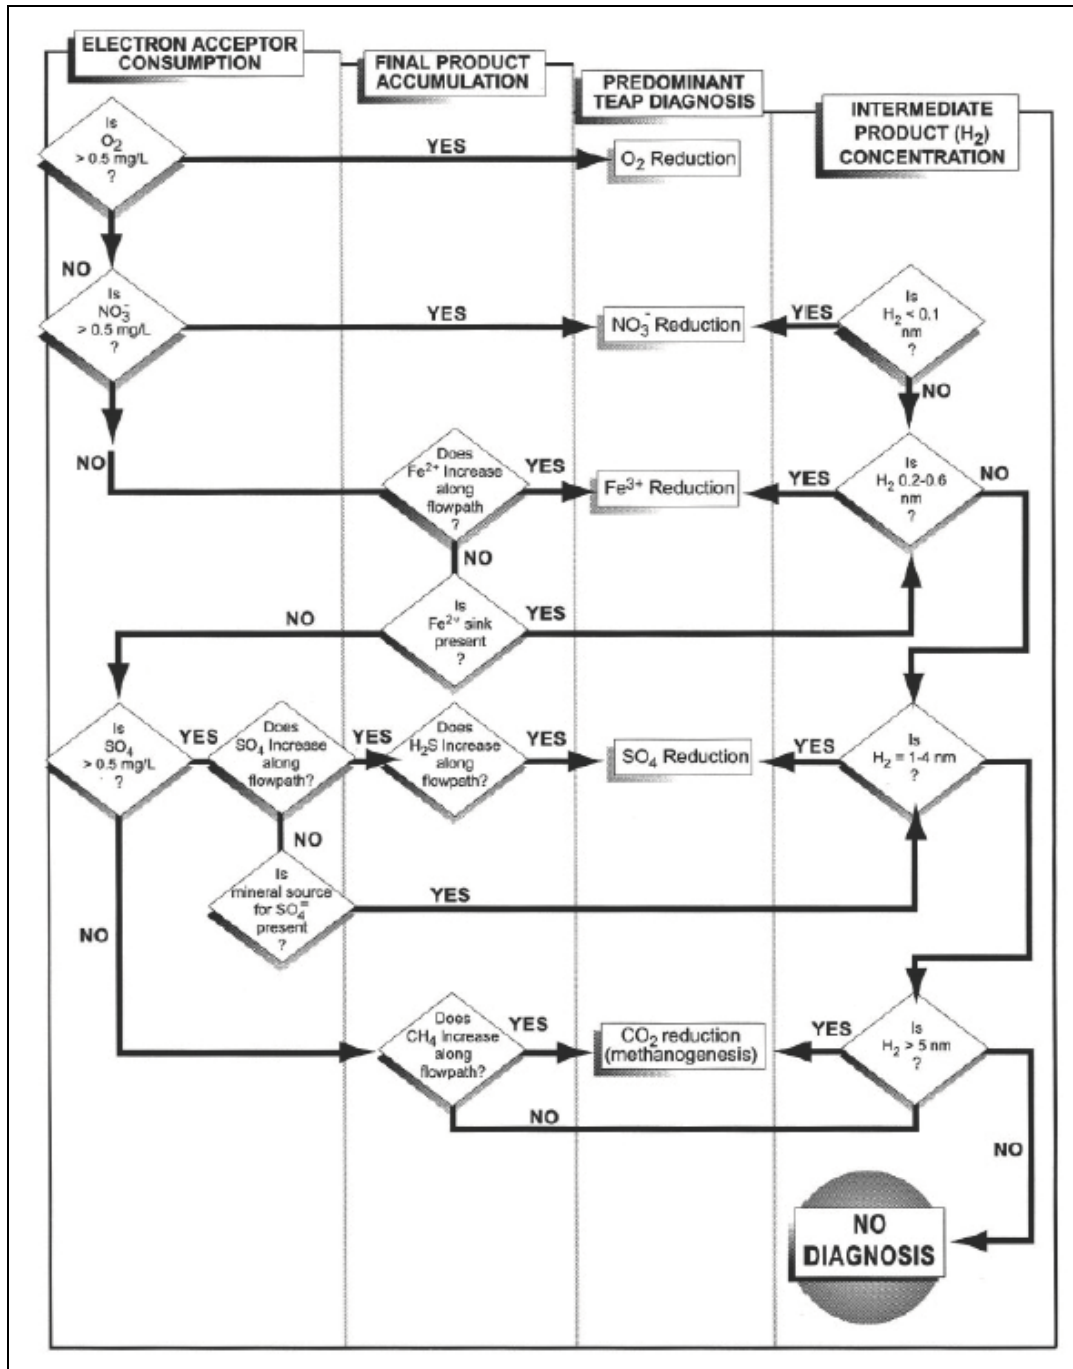 ELECTRON ACCEPTOR
CONSUMPTION
FINAL PRODUCT
ACCUMULATION
PREDOMINANT
TEAP DIAGNOSIS
INTERMEDIATE
PRODUCT (H₂)
CONCENTRATION
Is
O₂
> 0.5 mg/L
?
YES
O₂ Reduction
NO
Is
NO₃⁻
> 0.5 mg/L
?
YES
NO₃⁻ Reduction
YES
Is
H₂ < 0.1
nm
?
NO
NO
Does
Fe²⁺ Increase
along
flowpath
?
YES
Fe³⁺ Reduction
YES
Is
H₂ 0.2-0.6
nm
?
NO
NO
Is
Fe²⁺ sink
present
?
YES
NO
Is
SO₄
> 0.5 mg/L
?
YES
Does
SO₄ Increase
along
flowpath?
YES
Does
H₂S Increase
along
flowpath?
YES
SO₄ Reduction
YES
Is
H₂ = 1-4 nm
?
NO
Is
mineral source
for SO₄⁼
present
?
YES
NO
Does
CH₄ Increase
along
flowpath?
YES
CO₂ reduction
(methanogenesis)
YES
Is
H₂ > 5 nm
?
NO
NO
NO
DIAGNOSIS